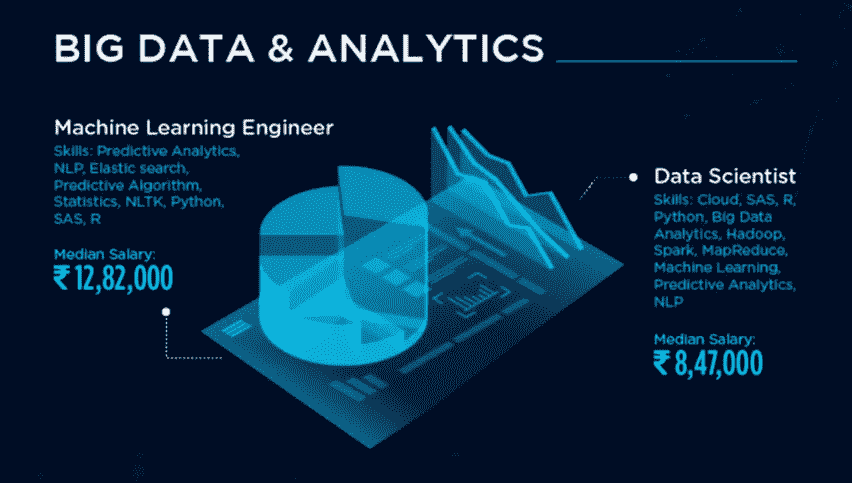 BIG DATA & ANALYTICS
Machine Learning Engineer
Skills: Predictive Analytics,
NLP, Elastic search,
Predictive Algorithm,
Statistics, NLTK, Python,
SAS, R
Median Salary:
₹ 12,82,000
Data Scientist
Skills: Cloud, SAS, R,
Python, Big Data
Analytics, Hadoop,
Spark, MapReduce,
Machine Learning,
Predictive Analytics,
NLP
Median Salary:
₹ 8,47,000